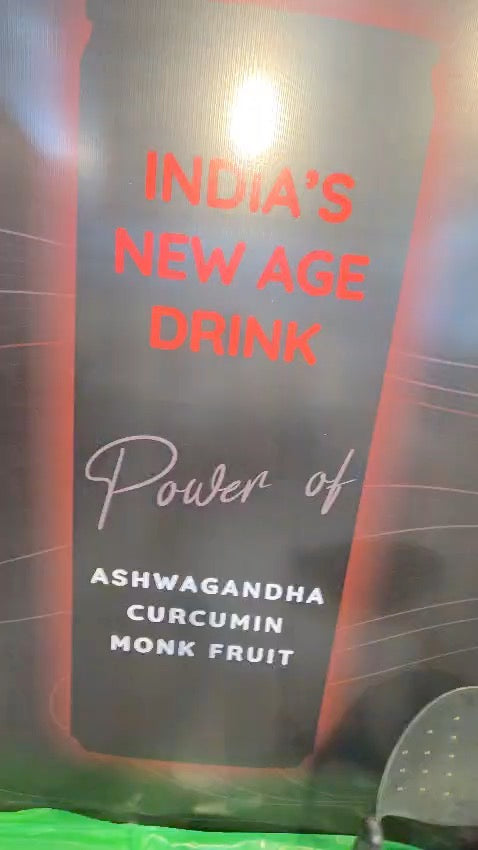 INDIA'S
NEW AGE
DRINK
Power of
ASHWAGANDHA
CURCUMIN
MONK FRUIT